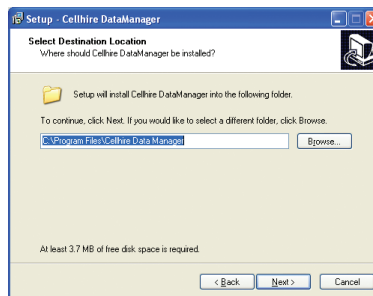 Setup - Cellhire DataManager
Select Destination Location
Where should Cellhire DataManager be installed?
Setup will install Cellhire DataManager into the following folder.
To continue, click Next. If you would like to select a different folder, click Browse.
C:\Program Files\Cellhire Data Manager
Browse...
At least 3.7 MB of free disk space is required.
< Back
Next >
Cancel